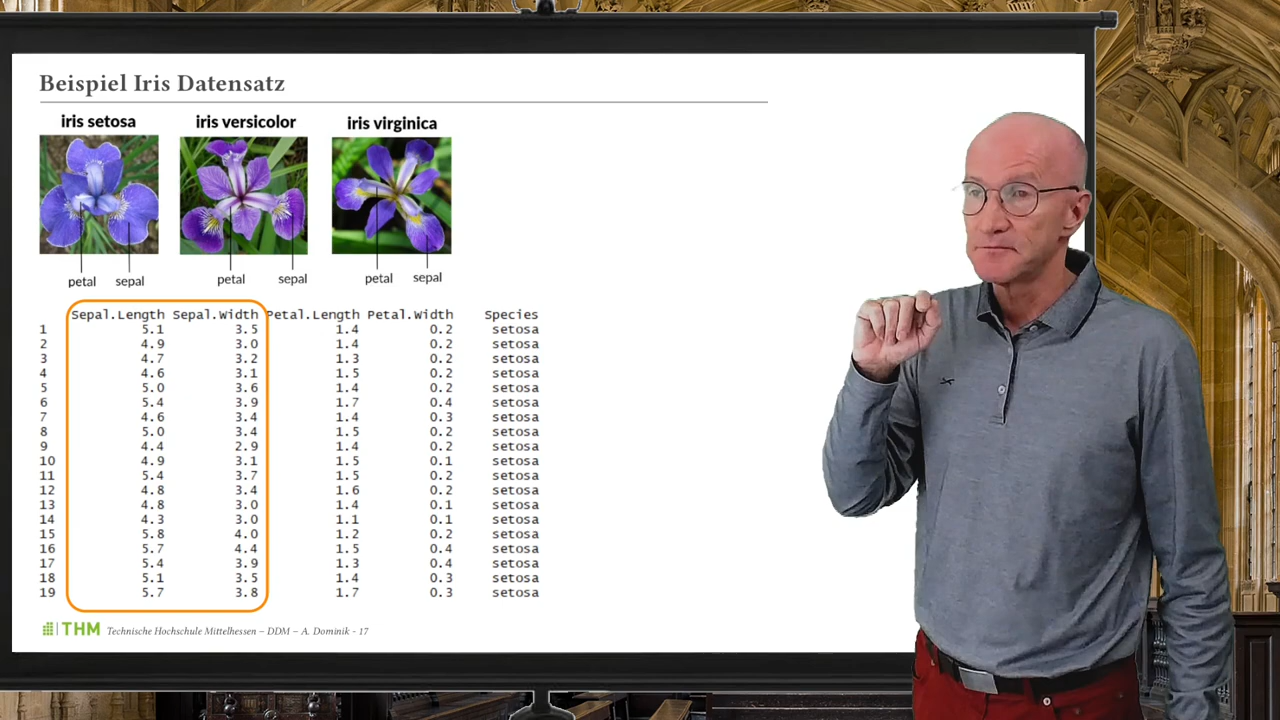 Beispiel Iris Datensatz
iris setosa iris versicolor iris virginica
petal sepal petal sepal petal sepal
Sepal.Length Sepal.Width Petal.Length Petal.Width Species
1 5.1 3.5 1.4 0.2 setosa
2 4.9 3.0 1.4 0.2 setosa
3 4.7 3.2 1.3 0.2 setosa
4 4.6 3.1 1.5 0.2 setosa
5 5.0 3.6 1.4 0.2 setosa
6 5.4 3.9 1.7 0.4 setosa
7 4.6 3.4 1.4 0.3 setosa
8 5.0 3.4 1.5 0.2 setosa
9 4.4 2.9 1.4 0.2 setosa
10 4.9 3.1 1.5 0.1 setosa
11 5.4 3.7 1.5 0.2 setosa
12 4.8 3.4 1.6 0.2 setosa
13 4.8 3.0 1.4 0.1 setosa
14 4.3 3.0 1.1 0.1 setosa
15 5.8 4.0 1.2 0.2 setosa
16 5.7 4.4 1.5 0.4 setosa
17 5.4 3.9 1.3 0.4 setosa
18 5.1 3.5 1.4 0.3 setosa
19 5.7 3.8 1.7 0.3 setosa
THM Technische Hochschule Mittelhessen – DDM – A. Dominik - 17